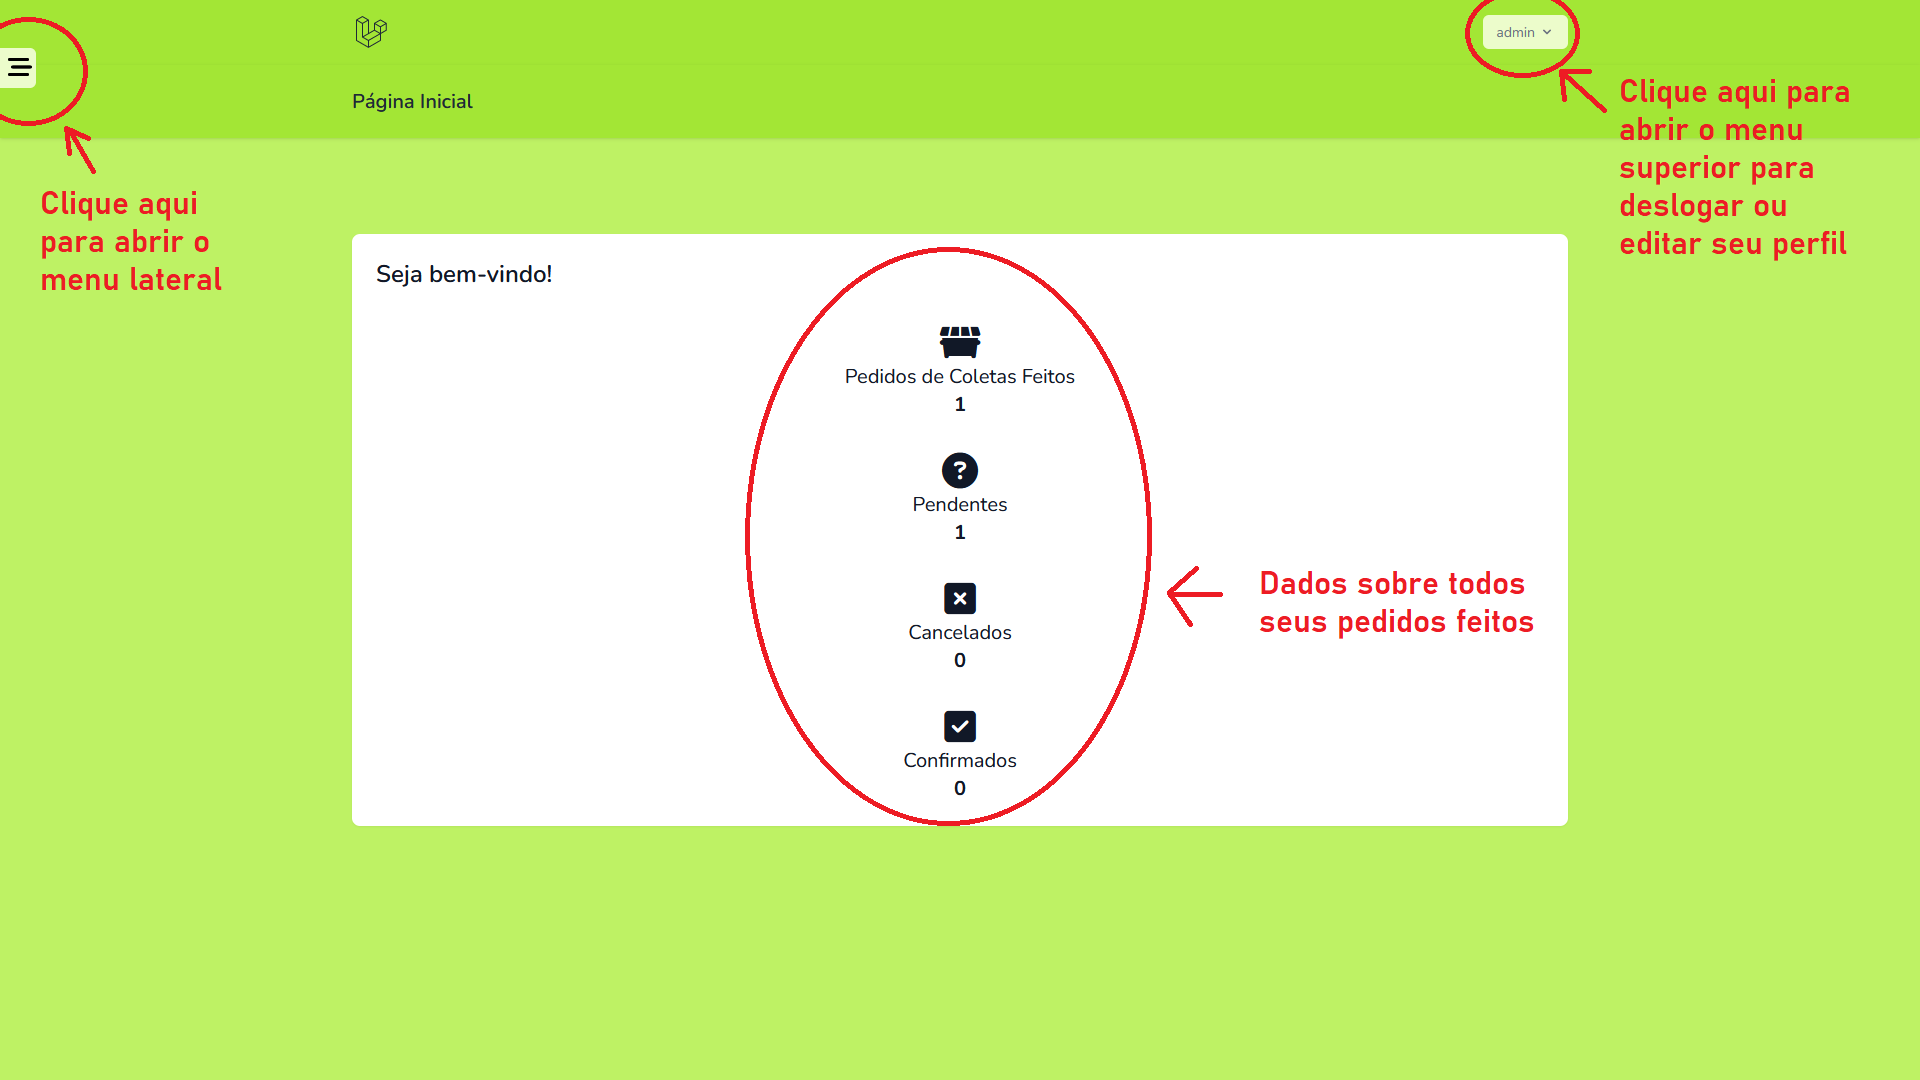 admin
Página Inicial
Clique aqui para
abrir o menu
superior para
deslogar ou
editar seu perfil
Clique aqui
para abrir o
menu lateral
Seja bem-vindo!
Pedidos de Coletas Feitos
1
Pendentes
1
Cancelados
0
Confirmados
0
Dados sobre todos
seus pedidos feitos